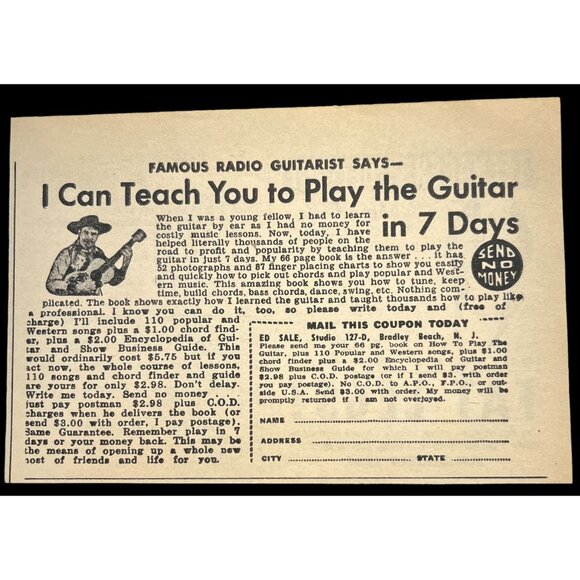 FAMOUS RADIO GUITARIST SAYS—
I Can Teach You to Play the Guitar
in 7 Days
When I was a young fellow, I had to learn
the guitar by ear as I had no money for
costly music lessons. Now, today, I have
helped literally thousands of people on the
road to profit and popularity by teaching them to play the
guitar in just 7 days. My 66 page book is the answer . . . it has
52 photographs and 87 finger placing charts to show you easily
and quickly how to pick out chords and play popular and West-
ern music. This amazing book shows you how to tune, keep
time, build chords, bass chords, dance, swing, etc. Nothing com-
plicated. The book shows exactly how I learned the guitar and taught thousands how to play like
a professional. I know you can do it, too, so please write today and (free of
charge) I'll include 110 popular and
Western songs plus a $1.00 chord find-
er, plus a $2.00 Encyclopedia of Gui-
tar and Show Business Guide. This
would ordinarily cost $5.75 but if you
act now, the whole course of lessons,
110 songs and chord finder and guide
are yours for only $2.98. Don't delay.
Write me today. Send no money
just pay postman $2.98 plus C.O.D.
charges when he delivers the book (or
send $3.00 with order, I pay postage).
Same Guarantee. Remember play in 7
days or your money back. This may be
the means of opening up a whole new
host of friends and life for you.
SEND
NO
MONEY
MAIL THIS COUPON TODAY
ED SALE, Studio 127-D, Bradley Beach, N. J.
Please send me your 66 pg. book on How To Play The
Guitar, plus 110 Popular and Western songs, plus $1.00
chord finder and $2.00 Encyclopedia of Guitar and Show
Business Guide for which I will pay postman
$2.98 plus C.O.D. postage (or if I send $3. with order
you pay postage). No C.O.D. to A.P.O., F.P.O., or out-
side U.S.A. Send $3.00 with order. My money will be
promptly returned if I am not overjoyed.
NAME
ADDRESS
CITY STATE